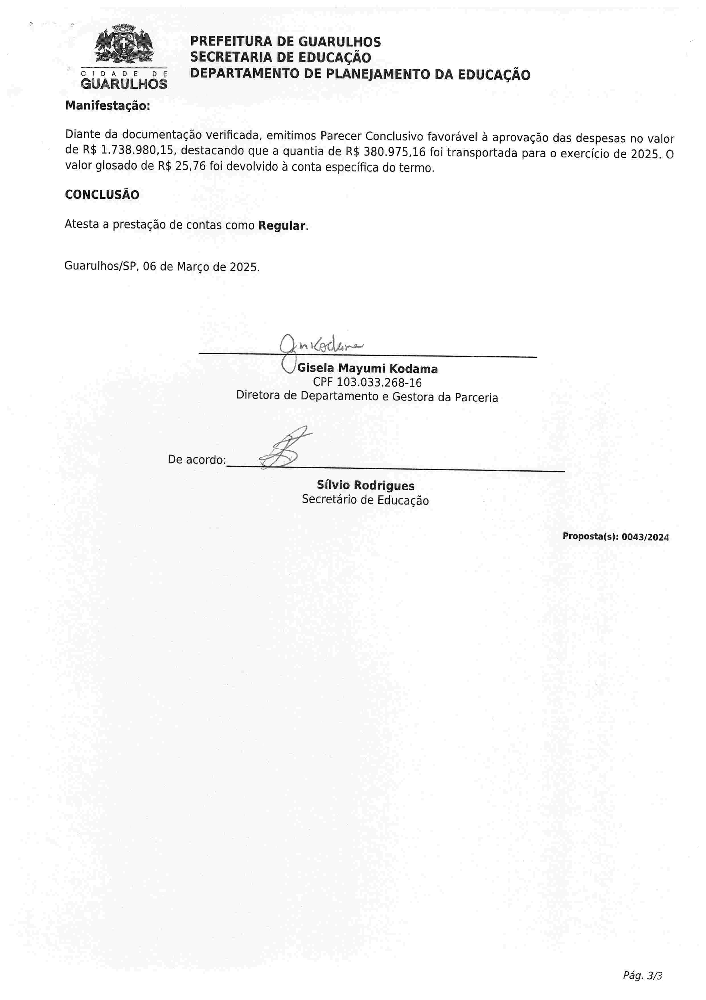 PREFEITURA DE GUARULHOS
SECRETARIA DE EDUCAÇÃO
DEPARTAMENTO DE PLANEJAMENTO DA EDUCAÇÃO
CIDADE DE
GUARULHOS
Manifestação:
Diante da documentação verificada, emitimos Parecer Conclusivo favorável à aprovação das despesas no valor
de R$ 1.738.980,15, destacando que a quantia de R$ 380.975,16 foi transportada para o exercício de 2025. O
valor glosado de R$ 25,76 foi devolvido à conta específica do termo.
CONCLUSÃO
Atesta a prestação de contas como Regular.
Guarulhos/SP, 06 de Março de 2025.
Gisela Mayumi Kodama
CPF 103.033.268-16
Diretora de Departamento e Gestora da Parceria
De acordo:
Sílvio Rodrigues
Secretário de Educação
Proposta(s): 0043/2024
Pág. 3/3